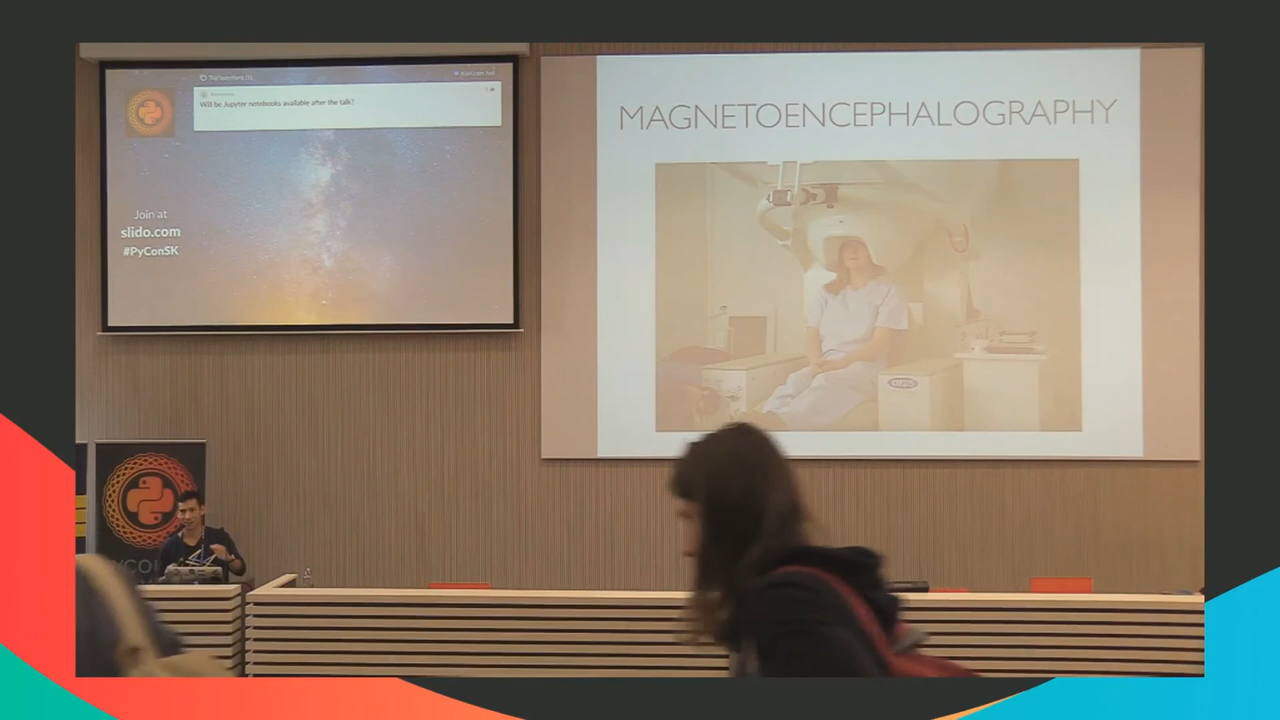 Will be Jupyter notebooks available after the talk?
Join at
slido.com
#PyConSK
MAGNETOENCEPHALOGRAPHY